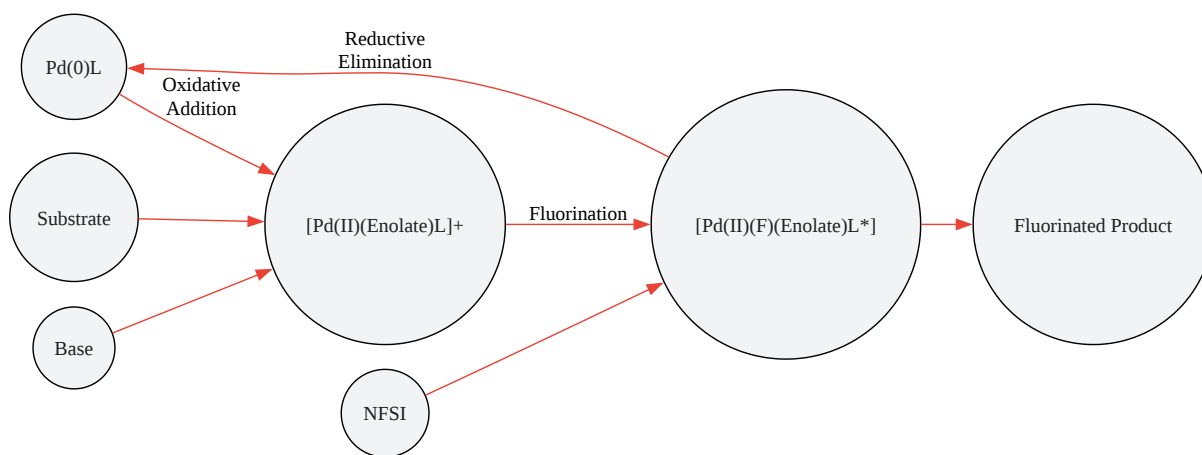 Reductive
Elimination
Pd(0)L
Oxidative
Addition
Substrate
[Pd(II)(Enolate)L]+
Fluorination
[Pd(II)(F)(Enolate)L*]
Fluorinated Product
Base
NFSI